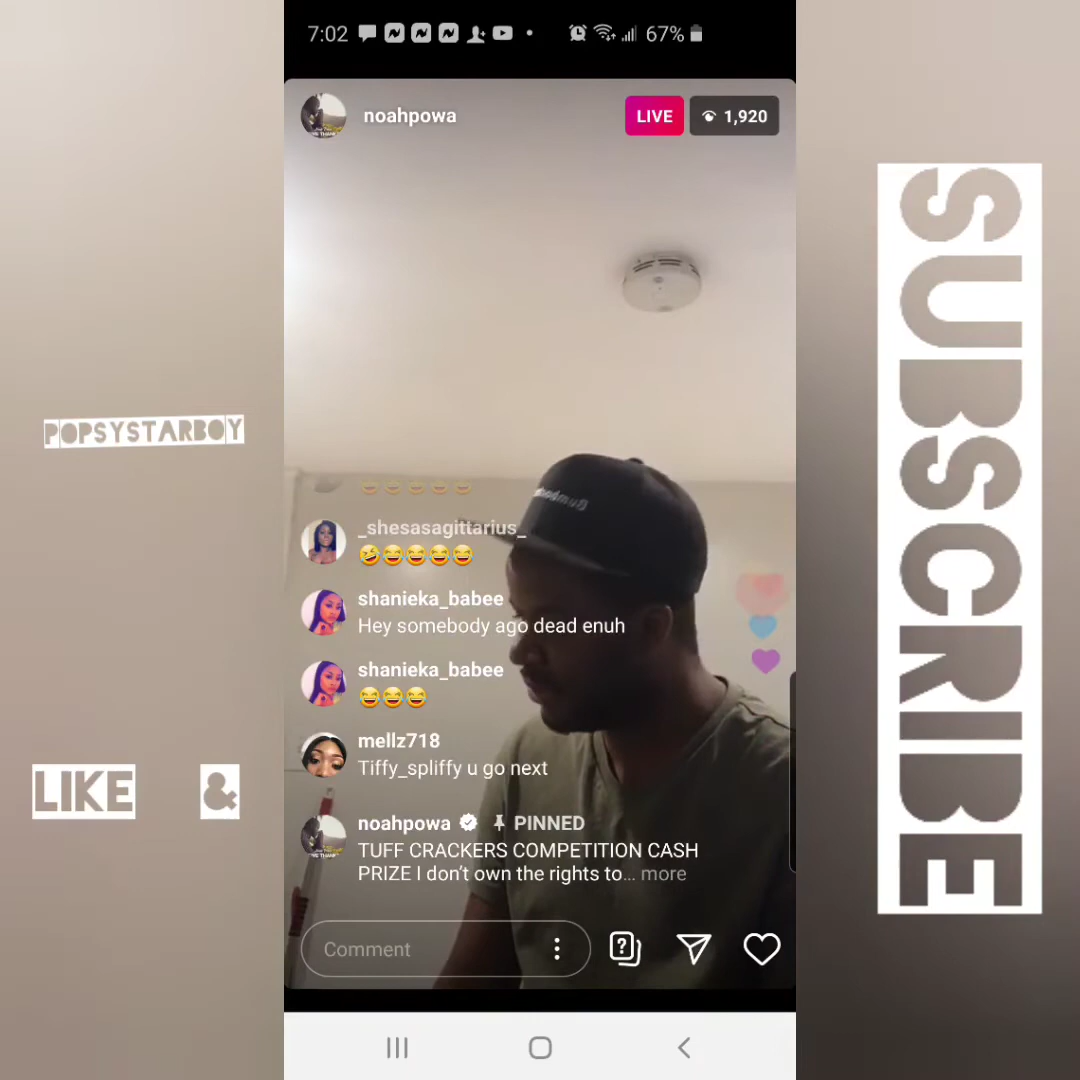 7:02
67%
noahpowa
LIVE
1,920
POPSYSTARBOY
LIKE &
SUBSCRIBE
_shesasagittarius_
🤣😂😂😂😂
shanieka_babee
Hey somebody ago dead enuh
shanieka_babee
😂😂😂
mellz718
Tiffy_spliffy u go next
noahpowa PINNED
TUFF CRACKERS COMPETITION CASH
PRIZE I don't own the rights to... more
Comment